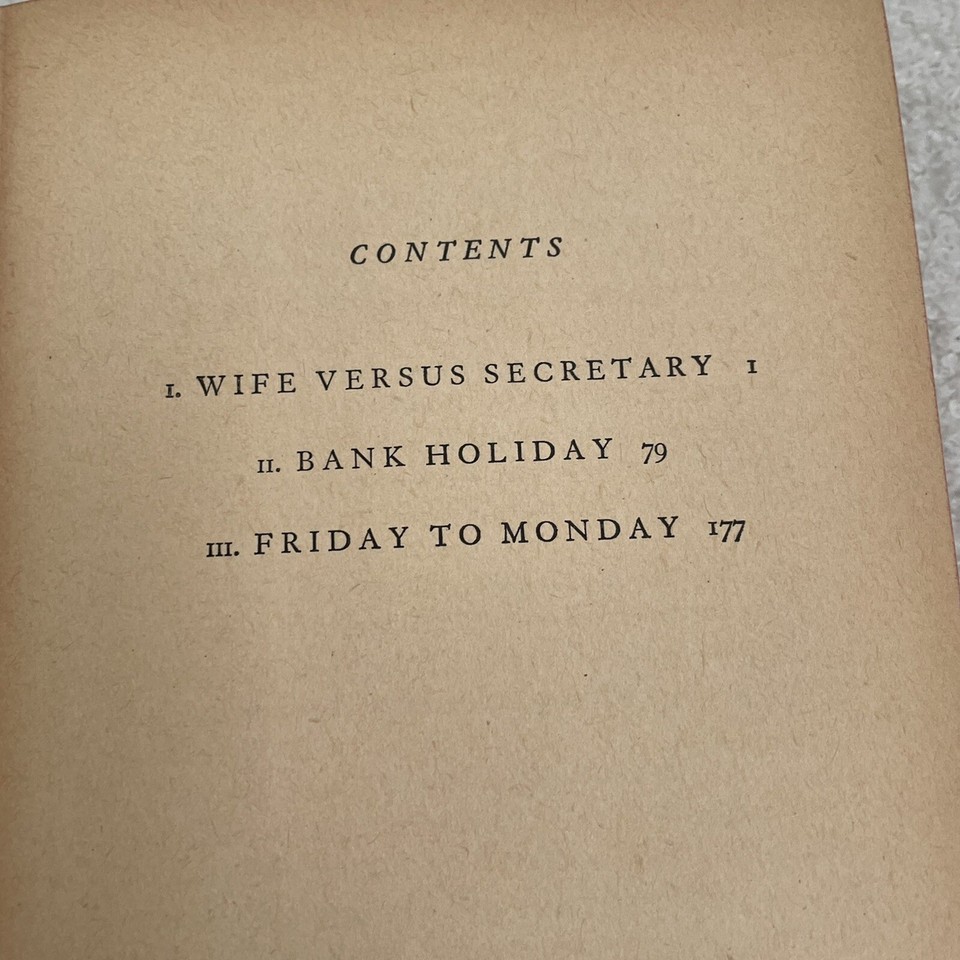 CONTENTS
I. WIFE VERSUS SECRETARY 1
II. BANK HOLIDAY 79
III. FRIDAY TO MONDAY 177